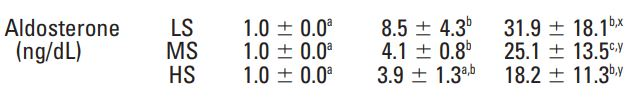 Aldosterone LS 1.0 ± 0.0ᵃ 8.5 ± 4.3ᵇ 31.9 ± 18.1ᵇ,ˣ
(ng/dL) MS 1.0 ± 0.0ᵃ 4.1 ± 0.8ᵇ 25.1 ± 13.5ᶜ,ʸ
HS 1.0 ± 0.0ᵃ 3.9 ± 1.3ᵃ,ᵇ 18.2 ± 11.3ᵇ,ʸ